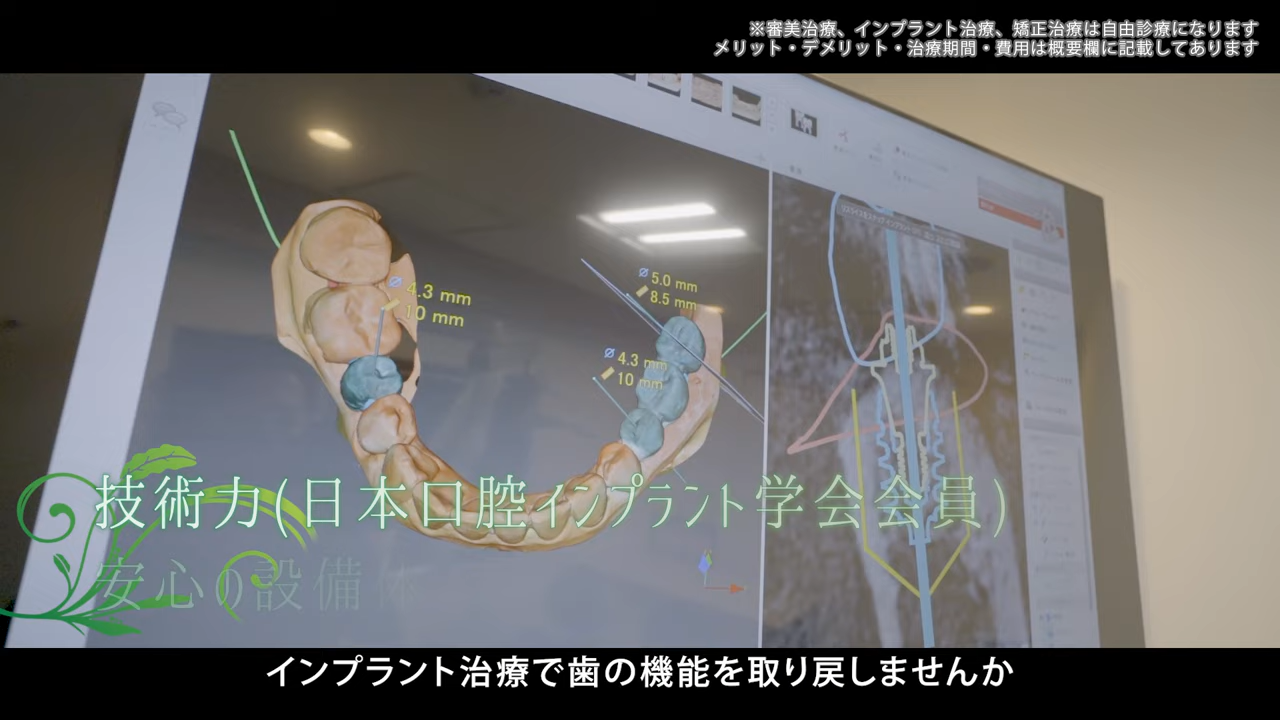 ※審美治療、インプラント治療、矯正治療は自由診療になります
メリット・デメリット・治療期間・費用は概要欄に記載してあります
4.3 mm
10 mm
5.0 mm
8.5 mm
4.3 mm
10 mm
技術力(日本口腔インプラント学会会員)
安心の設備体
インプラント治療で歯の機能を取り戻しませんか